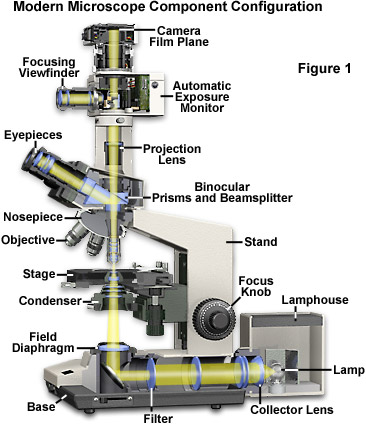 Modern Microscope Component Configuration
Camera
Film Plane
Focusing
Viewfinder
Figure 1
Automatic
Exposure
Monitor
Eyepieces
Projection
Lens
Binocular
Prisms and Beamsplitter
Nosepiece
Objective
Stand
Stage
Condenser
Focus
Knob
Lamphouse
Field
Diaphragm
Lamp
Base
Filter
Collector Lens